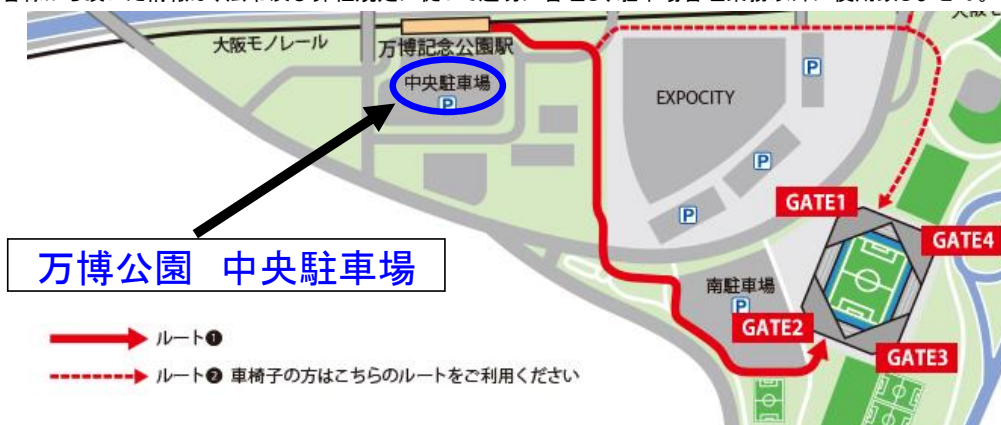 大阪モノレール
万博記念公園駅
中央駐車場
P
EXPOCITY
P
P
P
GATE1
GATE4
万博公園　中央駐車場
南駐車場
P
GATE2
GATE3
ルート❶
ルート❷ 車椅子の方はこちらのルートをご利用ください